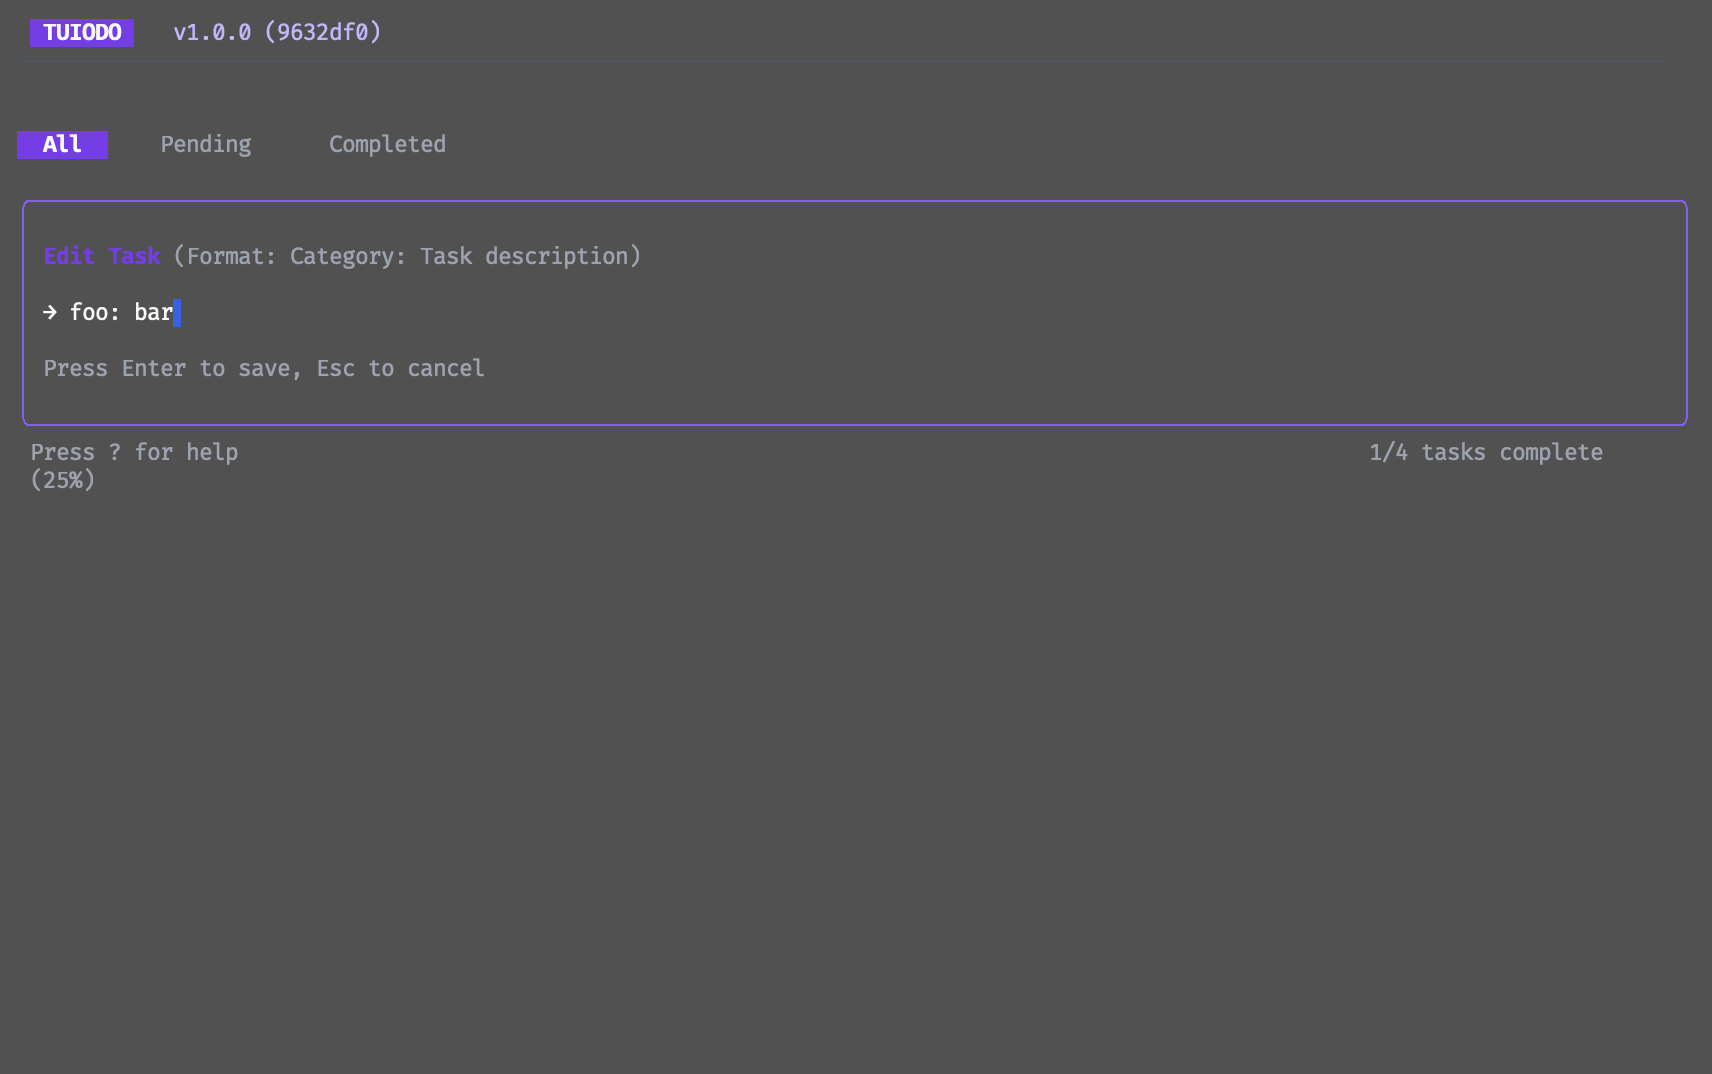 TUIODO v1.0.0 (9632df0)
All Pending Completed
Edit Task (Format: Category: Task description)
→ foo: bar
Press Enter to save, Esc to cancel
Press ? for help 1/4 tasks complete
(25%)